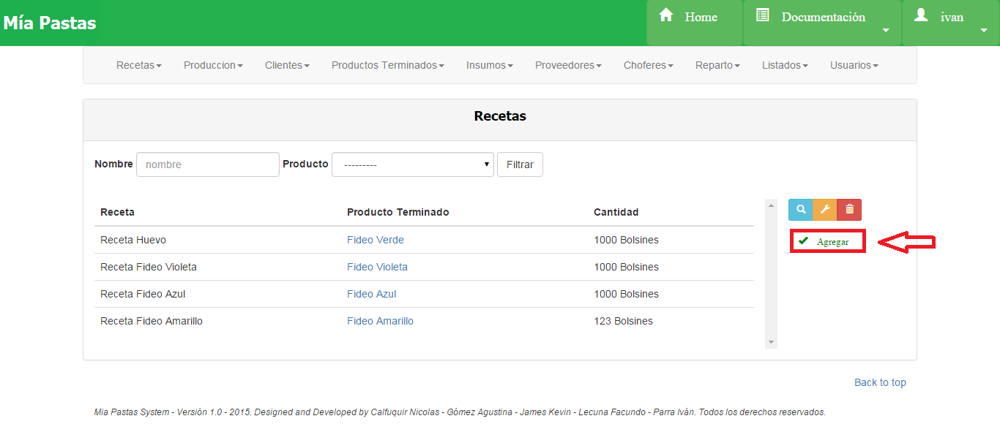 Mía Pastas Home Documentación ivan
Recetas Produccion Clientes Productos Terminados Insumos Proveedores Choferes Reparto Listados Usuarios
Recetas
Nombre nombre Producto --------- Filtrar
Receta Producto Terminado Cantidad
Receta Huevo Fideo Verde 1000 Bolsines
Agregar
Receta Fideo Violeta Fideo Violeta 1000 Bolsines
Receta Fideo Azul Fideo Azul 1000 Bolsines
Receta Fideo Amarillo Fideo Amarillo 123 Bolsines
Back to top
Mia Pastas System - Versión 1.0 - 2015. Designed and Developed by Calfuquir Nicolas - Gómez Agustina - James Kevin - Lecuna Facundo - Parra Iván. Todos los derechos reservados.